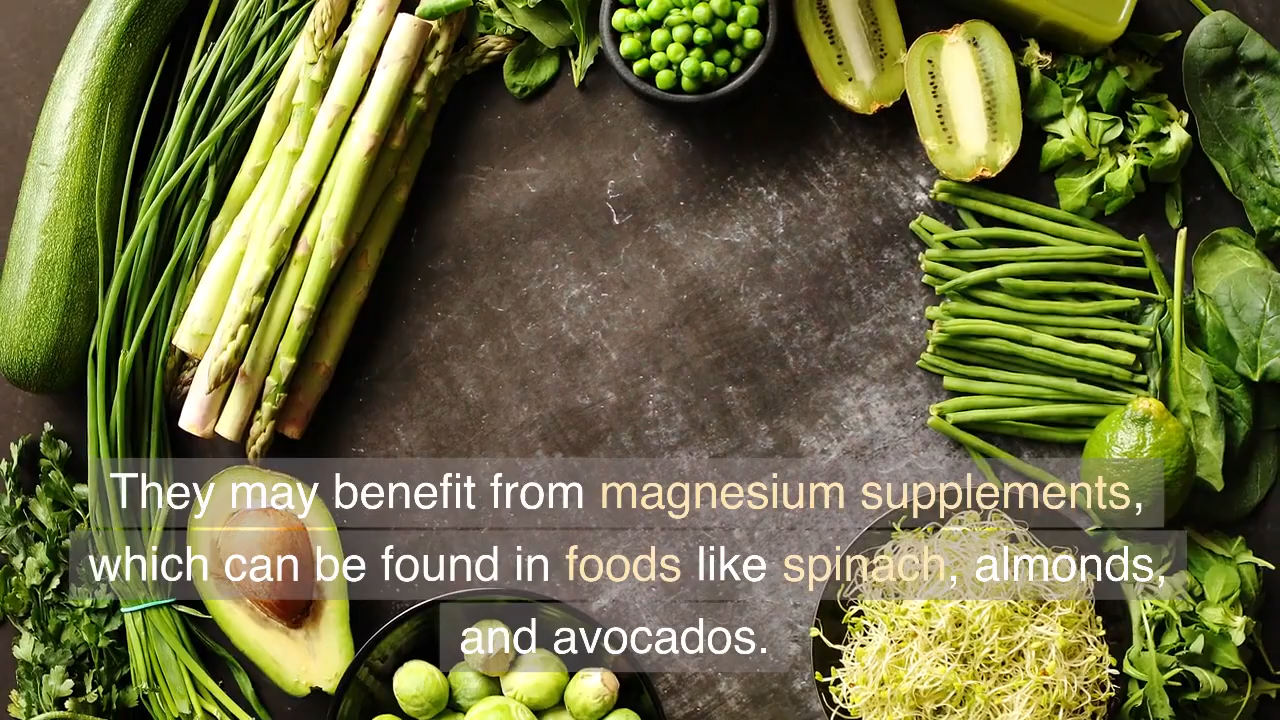 They may benefit from magnesium supplements,
which can be found in foods like spinach, almonds,
and avocados.